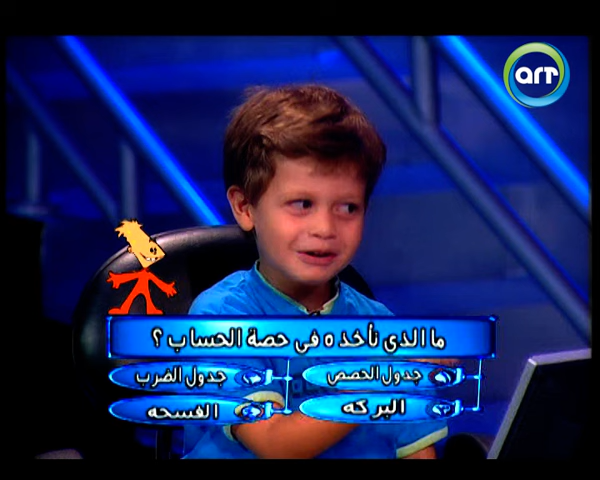 art
ما الذى نأخذه فى حصة الحساب ؟
جدول الحصص
جدول الضرب
البركه
الفسحه